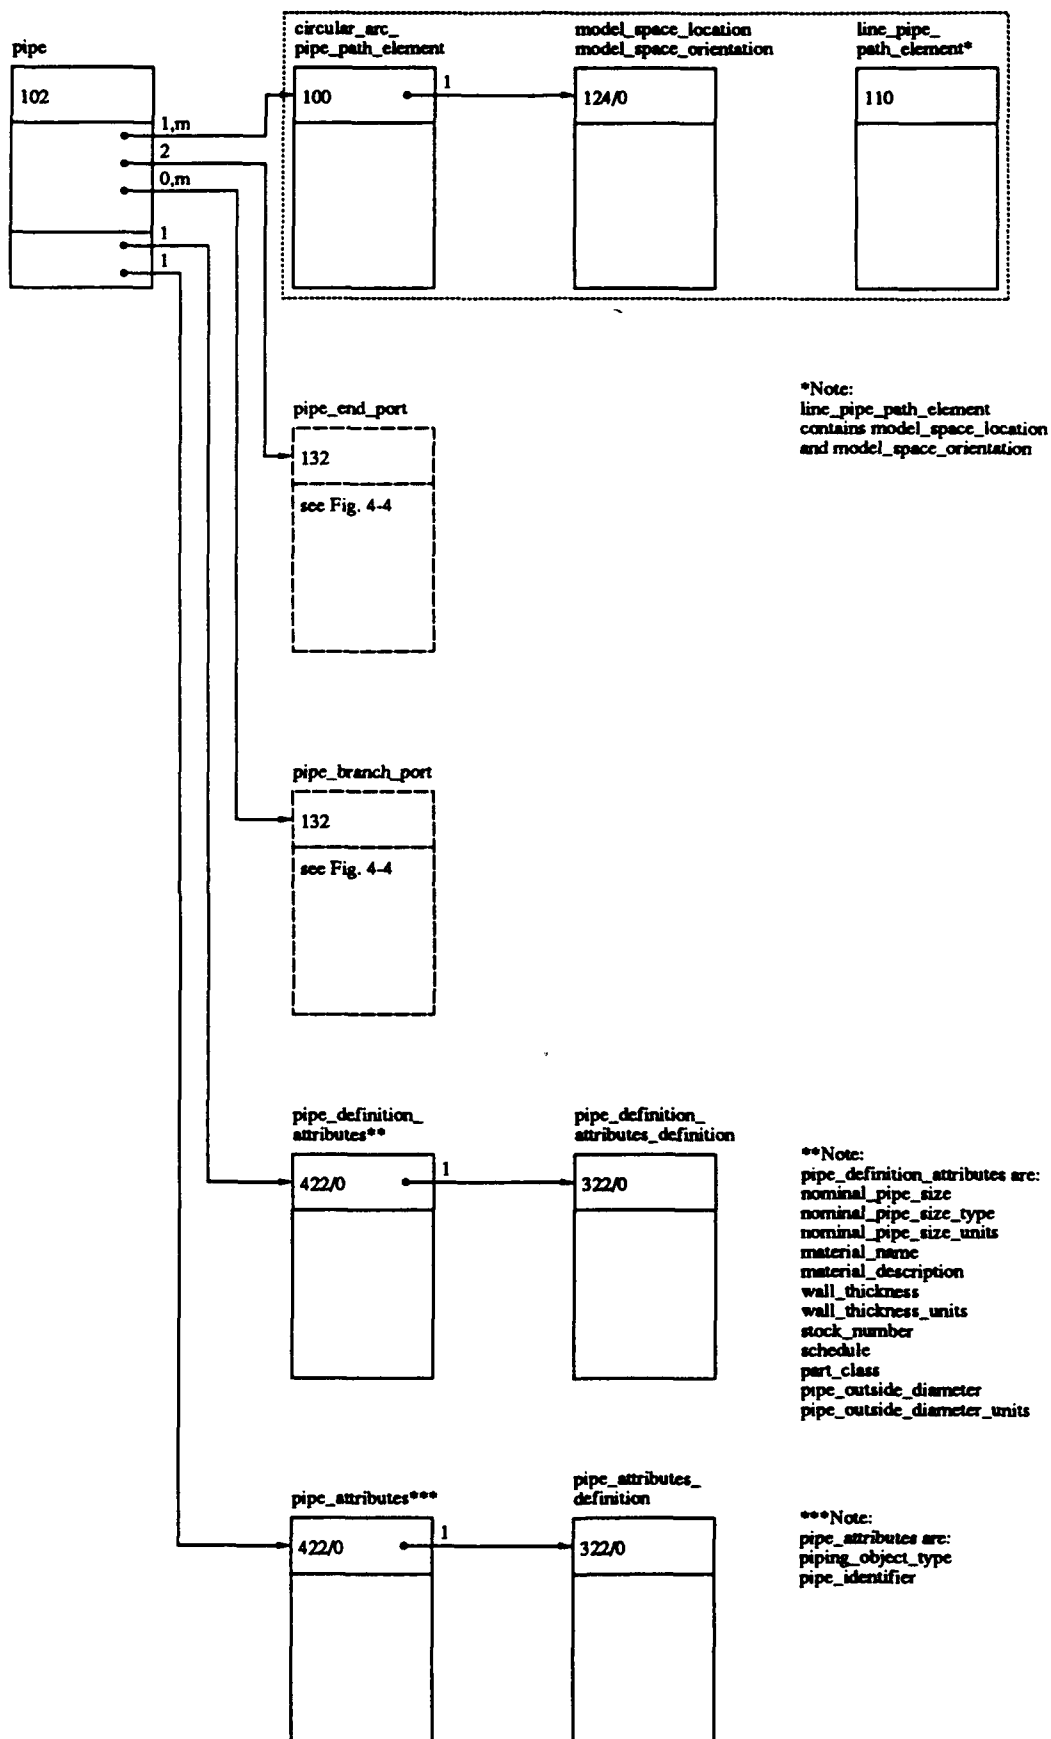 pipe
102
1,m
2
0,m
1
1
circular_arc_
pipe_path_element
100
1
model_space_location
model_space_orientation
124/0
line_pipe_
path_element*
110
*Note:
line_pipe_path_element
contains model_space_location
and model_space_orientation
pipe_end_port
132
see Fig. 4-4
pipe_branch_port
132
see Fig. 4-4
pipe_definition_
attributes**
422/0
1
pipe_definition_
attributes_definition
322/0
**Note:
pipe_definition_attributes are:
nominal_pipe_size
nominal_pipe_size_type
nominal_pipe_size_units
material_name
material_description
wall_thickness
wall_thickness_units
stock_number
schedule
part_class
pipe_outside_diameter
pipe_outside_diameter_units
pipe_attributes***
422/0
1
pipe_attributes_
definition
322/0
***Note:
pipe_attributes are:
piping_object_type
pipe_identifier